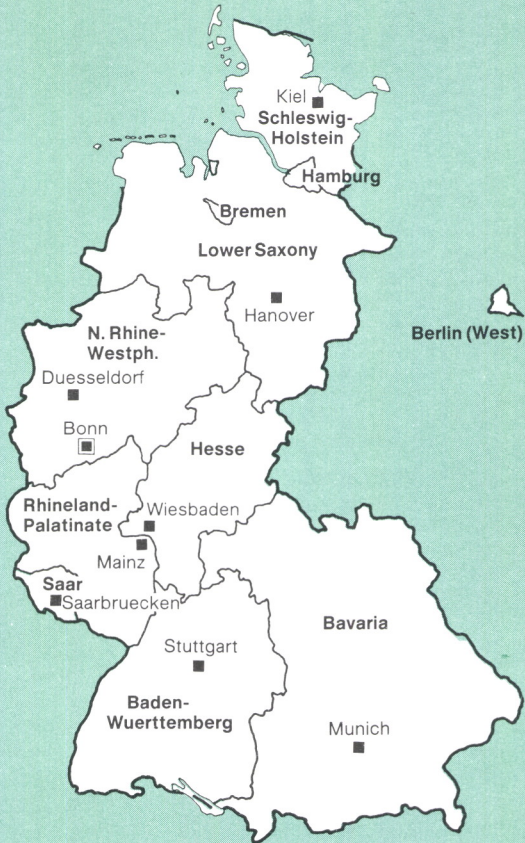 Kiel
Schleswig-
Holstein
Hamburg
Bremen
Lower Saxony
Hanover
Berlin (West)
N. Rhine-
Westph.
Duesseldorf
Bonn
Hesse
Rhineland-
Palatinate
Wiesbaden
Mainz
Saar
Saarbruecken
Bavaria
Stuttgart
Baden-
Wuerttemberg
Munich